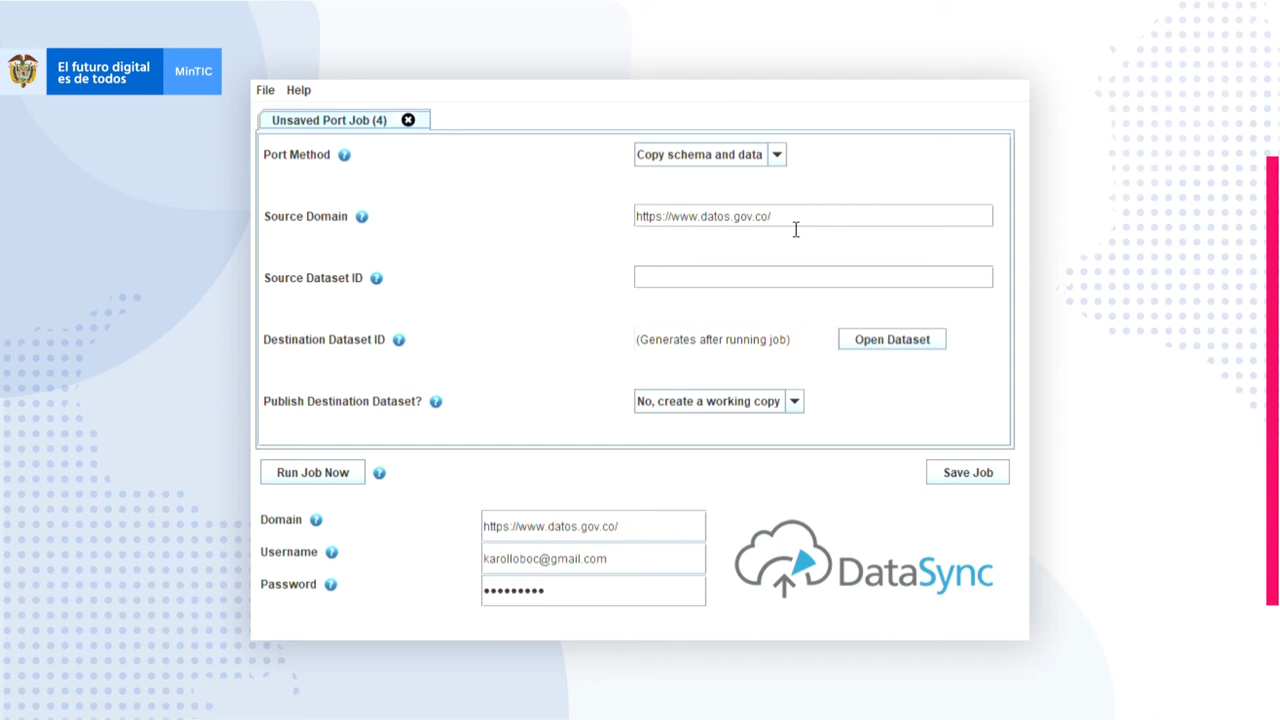 El futuro digital
es de todos
MinTIC
File Help
Unsaved Port Job (4)
Port Method ? Copy schema and data
Source Domain ? https://www.datos.gov.co/
Source Dataset ID ?
Destination Dataset ID ? (Generates after running job) Open Dataset
Publish Destination Dataset? ? No, create a working copy
Run Job Now ? Save Job
Domain ? https://www.datos.gov.co/
Username ? karolloboc@gmail.com
Password ? •••••••••
DataSync